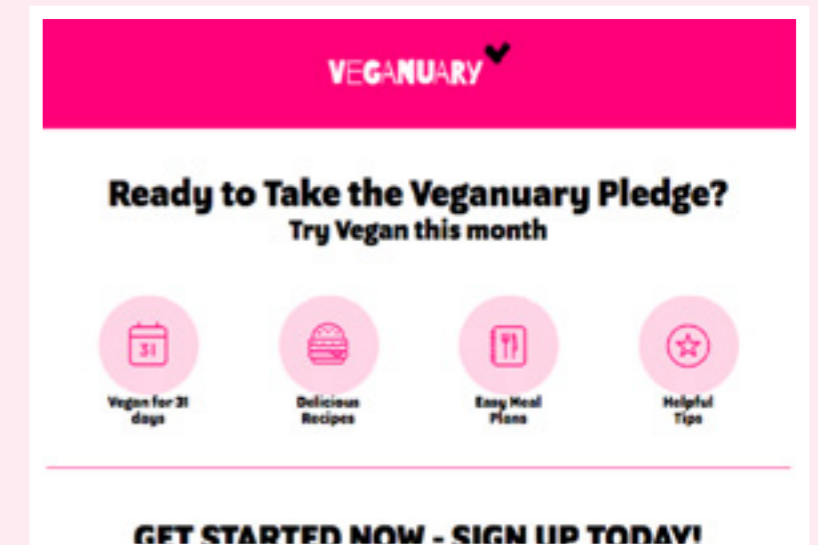 VEGANUARY
Ready to Take the Veganuary Pledge?
Try Vegan this month
31
Vegan for 31
days
Delicious
Recipes
Easy Meal
Plans
Helpful
Tips
GET STARTED NOW - SIGN UP TODAY!